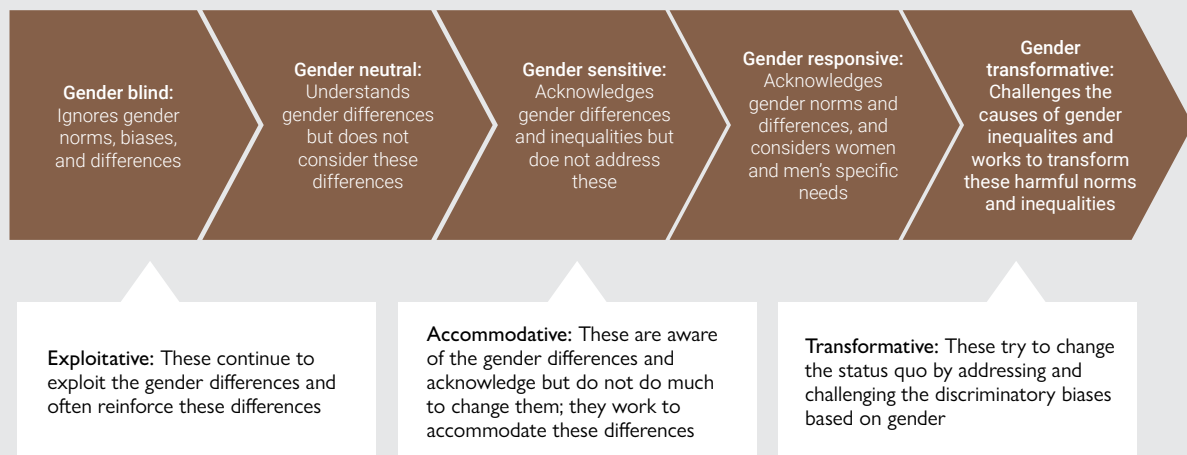 Gender blind:
Ignores gender
norms, biases,
and differences
Gender neutral:
Understands
gender differences
but does not
consider these
differences
Gender sensitive:
Acknowledges
gender differences
and inequalities but
doe not address
these
Gender responsive:
Acknowledges
gender norms and
differences, and
considers women
and men's specific
needs
Gender
transformative:
Challenges the
causes of gender
inequalites and
works to transform
these harmful norms
and inequalities
Exploitative: These continue to
exploit the gender differences and
often reinforce these differences
Accommodative: These are aware
of the gender differences and
acknowledge but do not do much
to change them; they work to
accommodate these differences
Transformative: These try to change
the status quo by addressing and
challenging the discriminatory biases
based on gender